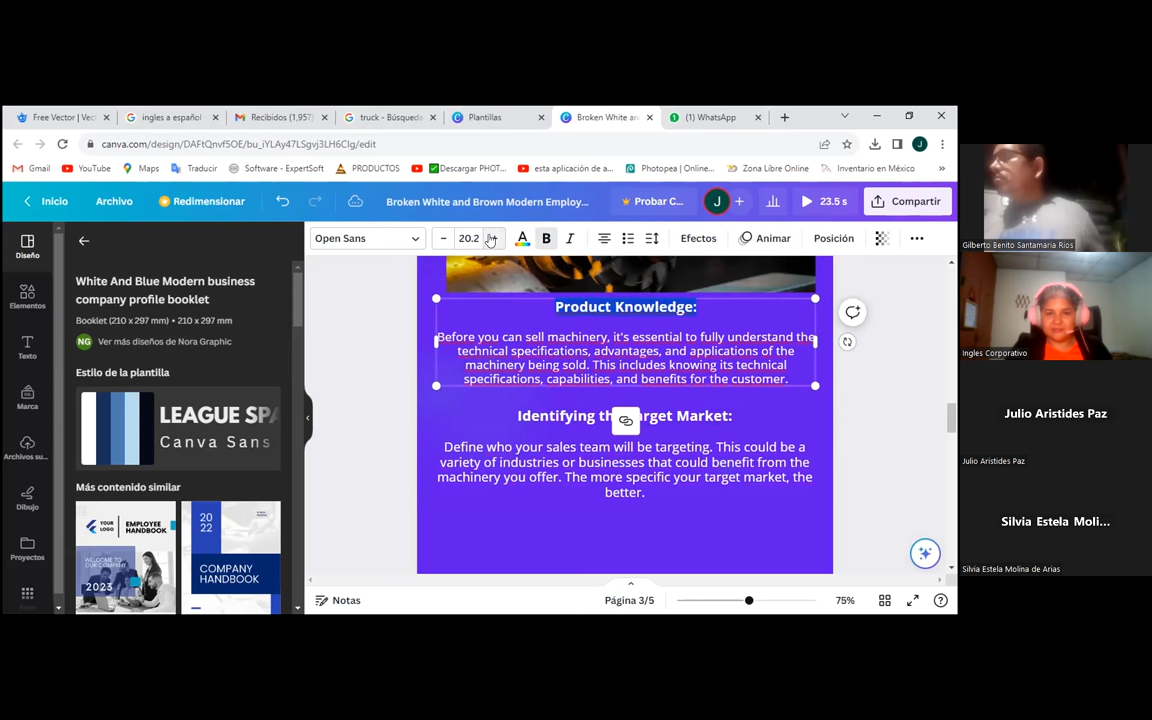 Free Vector | Vect
ingles a español
Recibidos (1,957)
truck - Búsqueda
Plantillas
Broken White an
(1) WhatsApp
canva.com/design/DAFtQnvf5OE/bu_iYLAy47LSgvj3LH6CIg/edit
Gmail
YouTube
Maps
Traducir
Software - ExpertSoft
PRODUCTOS
Descargar PHOT...
esta aplicación de a...
Photopea | Online...
Zona Libre Online
Inventario en México
Inicio
Archivo
Redimensionar
Broken White and Brown Modern Employ...
Probar C...
J
23.5 s
Compartir
Diseño
Elementos
Texto
Marca
Archivos su...
Dibujo
Proyectos
Apps
White And Blue Modern business
company profile booklet
Booklet (210 x 297 mm) • 210 x 297 mm
NG Ver más diseños de Nora Graphic
Estilo de la plantilla
LEAGUE SPA
Canva Sans
Más contenido similar
YOUR LOGO
EMPLOYEE
HANDBOOK
WELCOME TO
OUR COMPANY
2023
20
22
COMPANY
HANDBOOK
Open Sans
20.2
Efectos
Animar
Posición
Product Knowledge:
Before you can sell machinery, it's essential to fully understand the
technical specifications, advantages, and applications of the
machinery being sold. This includes knowing its technical
specifications, capabilities, and benefits for the customer.
Identifying th arget Market:
Define who your sales team will be targeting. This could be a
variety of industries or businesses that could benefit from the
machinery you offer. The more specific your target market, the
better.
Notas
Página 3/5
75%
Gilberto Benito Santamaria Rios
Ingles Corporativo
Julio Aristides Paz
Julio Aristides Paz
Silvia Estela Moli...
Silvia Estela Molina de Arias